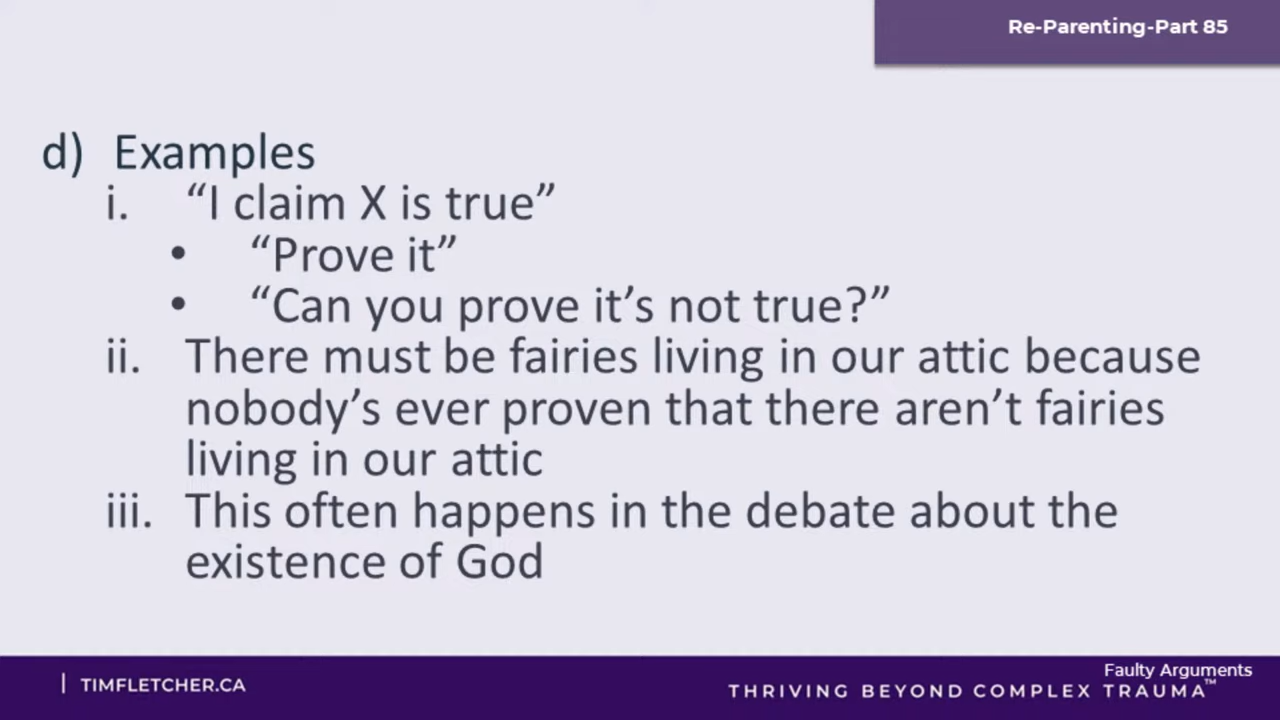 Re-Parenting-Part 85
d) Examples
i. “I claim X is true”
• “Prove it”
• “Can you prove it’s not true?”
ii. There must be fairies living in our attic because
nobody’s ever proven that there aren’t fairies
living in our attic
iii. This often happens in the debate about the
existence of God
Faulty Arguments
| TIMFLETCHER.CA
THRIVING BEYOND COMPLEX TRAUMA™